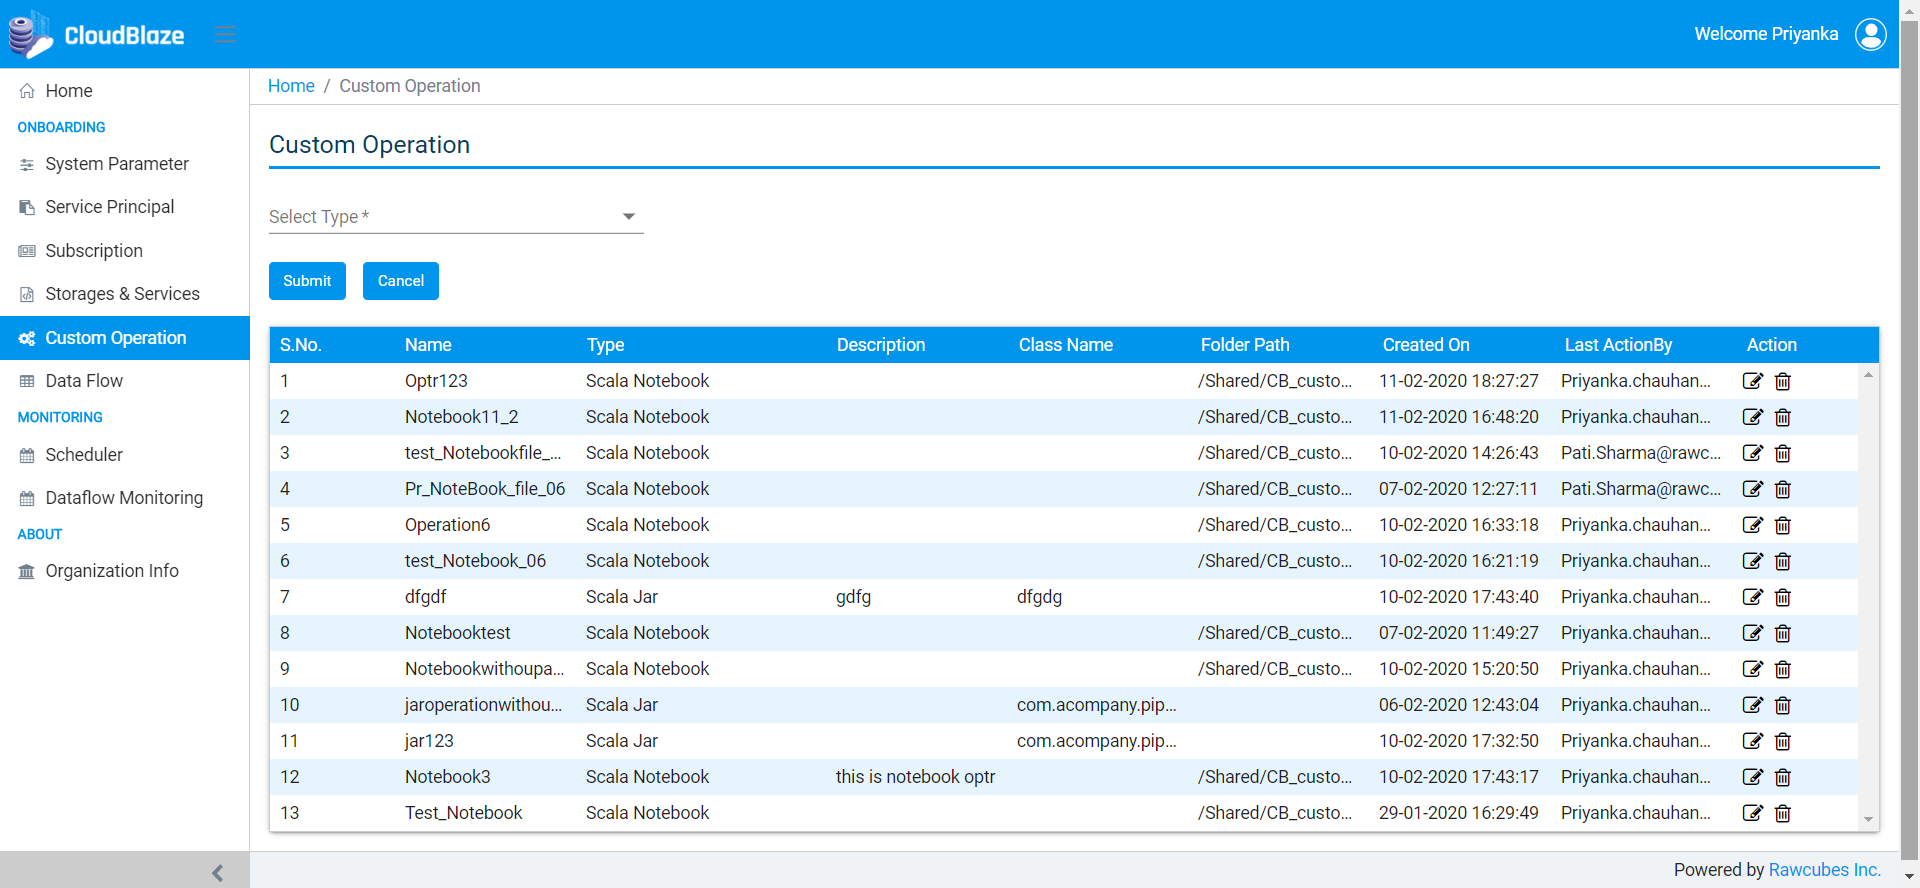 CloudBlaze
Welcome Priyanka
Home
ONBOARDING
System Parameter
Service Principal
Subscription
Storages & Services
Custom Operation
Data Flow
MONITORING
Scheduler
Dataflow Monitoring
ABOUT
Organization Info
Home / Custom Operation
Custom Operation
Select Type *
Submit Cancel
S.No. Name Type Description Class Name Folder Path Created On Last ActionBy Action
1 Optr123 Scala Notebook /Shared/CB_custo... 11-02-2020 18:27:27 Priyanka.chauhan...
2 Notebook11_2 Scala Notebook /Shared/CB_custo... 11-02-2020 16:48:20 Priyanka.chauhan...
3 test_Notebookfile_... Scala Notebook /Shared/CB_custo... 10-02-2020 14:26:43 Pati.Sharma@rawc...
4 Pr_NoteBook_file_06 Scala Notebook /Shared/CB_custo... 07-02-2020 12:27:11 Pati.Sharma@rawc...
5 Operation6 Scala Notebook /Shared/CB_custo... 10-02-2020 16:33:18 Priyanka.chauhan...
6 test_Notebook_06 Scala Notebook /Shared/CB_custo... 10-02-2020 16:21:19 Priyanka.chauhan...
7 dfgdf Scala Jar gdfg dfgdg 10-02-2020 17:43:40 Priyanka.chauhan...
8 Notebooktest Scala Notebook /Shared/CB_custo... 07-02-2020 11:49:27 Priyanka.chauhan...
9 Notebookwithoupa... Scala Notebook /Shared/CB_custo... 10-02-2020 15:20:50 Priyanka.chauhan...
10 jaroperationwithou... Scala Jar com.acompany.pip... 06-02-2020 12:43:04 Priyanka.chauhan...
11 jar123 Scala Jar com.acompany.pip... 10-02-2020 17:32:50 Priyanka.chauhan...
12 Notebook3 Scala Notebook this is notebook optr /Shared/CB_custo... 10-02-2020 17:43:17 Priyanka.chauhan...
13 Test_Notebook Scala Notebook /Shared/CB_custo... 29-01-2020 16:29:49 Priyanka.chauhan...
Powered by Rawcubes Inc.